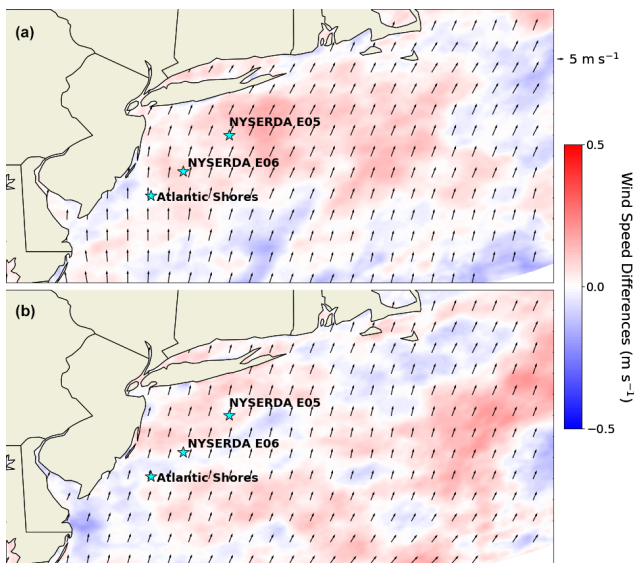 (a)
5 m s⁻¹
NYSERDA E05
NYSERDA E06
Atlantic Shores
0.5
0.0
−0.5
Wind Speed Differences (m s⁻¹)
(b)
NYSERDA E05
NYSERDA E06
Atlantic Shores